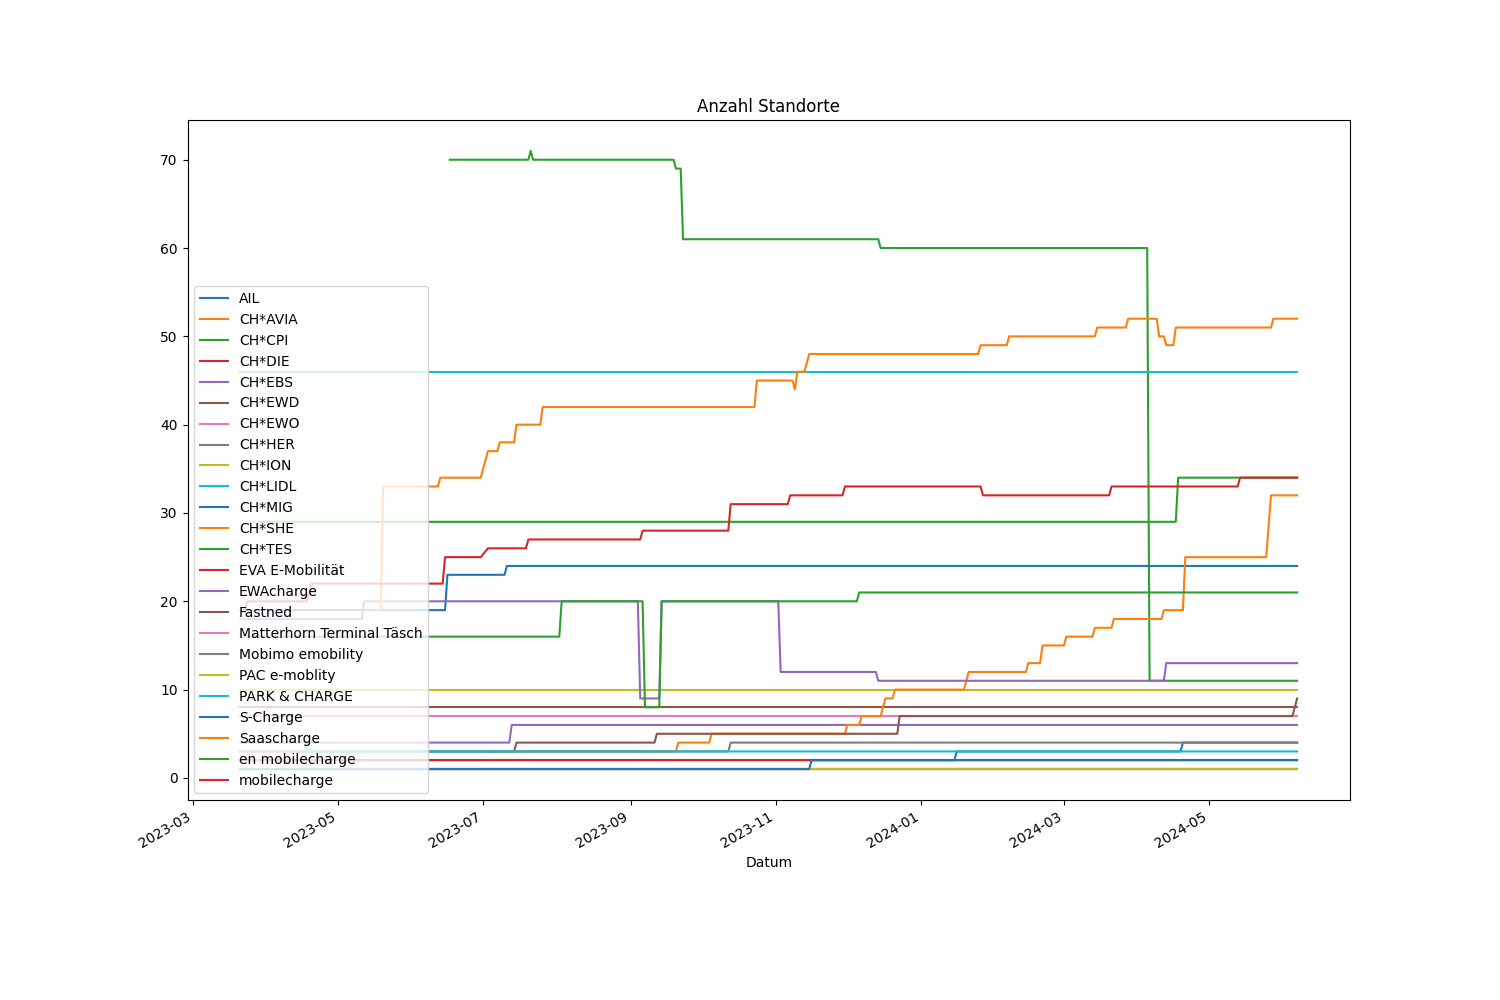 Anzahl Standorte
70
60
50
40
30
20
10
0
AIL
CH*AVIA
CH*CPI
CH*DIE
CH*EBS
CH*EWD
CH*EWO
CH*HER
CH*ION
CH*LIDL
CH*MIG
CH*SHE
CH*TES
EVA E-Mobilität
EWAcharge
Fastned
Matterhorn Terminal Täsch
Mobimo emobility
PAC e-moblity
PARK & CHARGE
S-Charge
Saascharge
en mobilecharge
mobilecharge
2023-03
2023-05
2023-07
2023-09
2023-11
2024-01
2024-03
2024-05
Datum